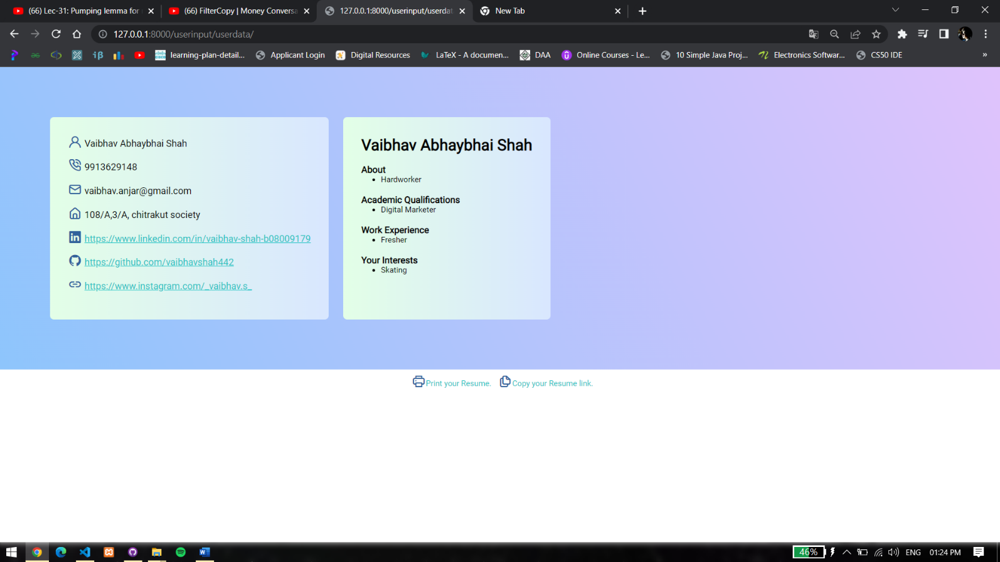 (66) Lec-31: Pumping lemma for
(66) FilterCopy | Money Conversa
127.0.0.1:8000/userinput/userdat
New Tab
127.0.0.1:8000/userinput/userdata/
learning-plan-detail...
Applicant Login
Digital Resources
LaTeX - A documen...
DAA
Online Courses - Le...
10 Simple Java Proj...
Electronics Softwar...
CS50 IDE
»
Vaibhav Abhaybhai Shah
9913629148
vaibhav.anjar@gmail.com
108/A,3/A, chitrakut society
https://www.linkedin.com/in/vaibhav-shah-b08009179
https://github.com/vaibhavshah442
https://www.instagram.com/_vaibhav.s_
Vaibhav Abhaybhai Shah
About
• Hardworker
Academic Qualifications
• Digital Marketer
Work Experience
• Fresher
Your Interests
• Skating
Print your Resume.
Copy your Resume link.
46%
ENG
01:24 PM